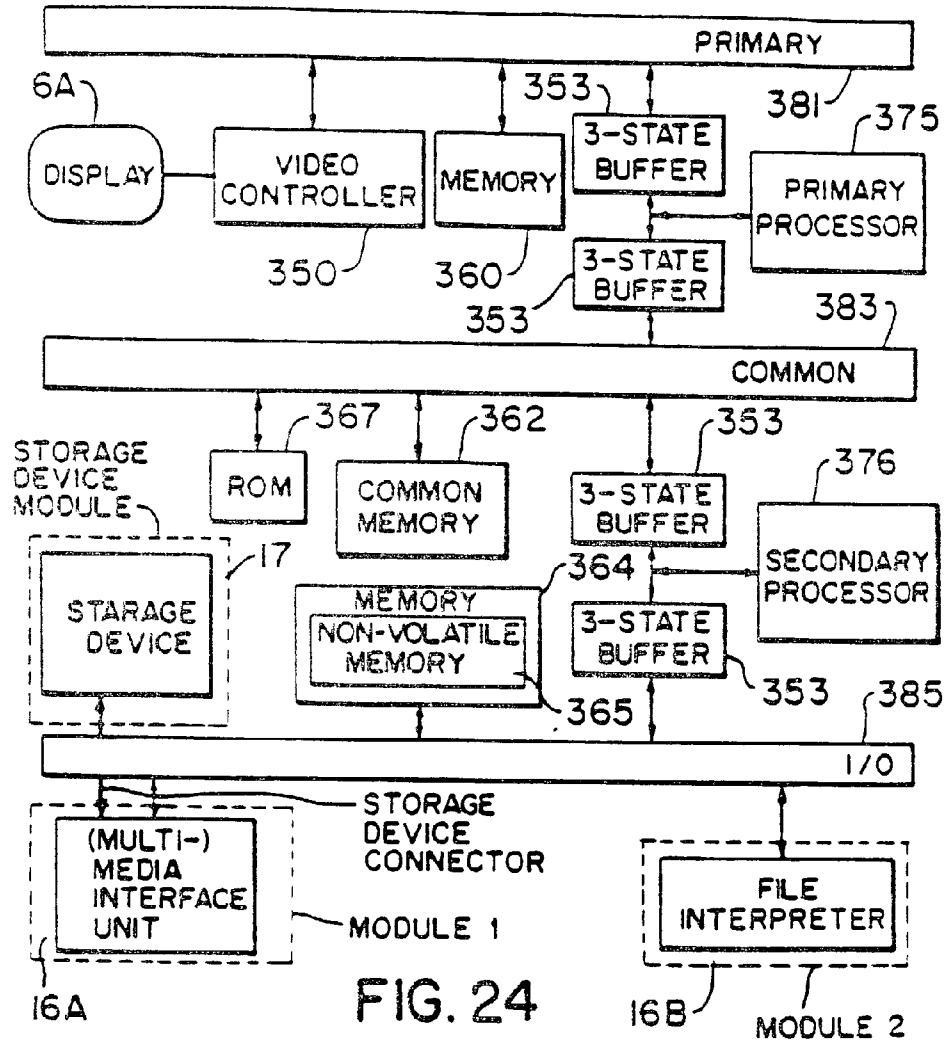 PRIMARY
6A
353
381
375
DISPLAY
VIDEO
CONTROLLER
MEMORY
3-STATE
BUFFER
PRIMARY
PROCESSOR
350
360
3-STATE
BUFFER
353
383
COMMON
367
362
353
376
STORAGE
DEVICE
MODULE
ROM
COMMON
MEMORY
3-STATE
BUFFER
SECONDARY
PROCESSOR
17
364
STARAGE
DEVICE
MEMORY
NON-VOLATILE
MEMORY
3-STATE
BUFFER
365
353
385
I/O
STORAGE
DEVICE
CONNECTOR
(MULTI-)
MEDIA
INTERFACE
UNIT
MODULE 1
FILE
INTERPRETER
16A
FIG. 24
16B
MODULE 2